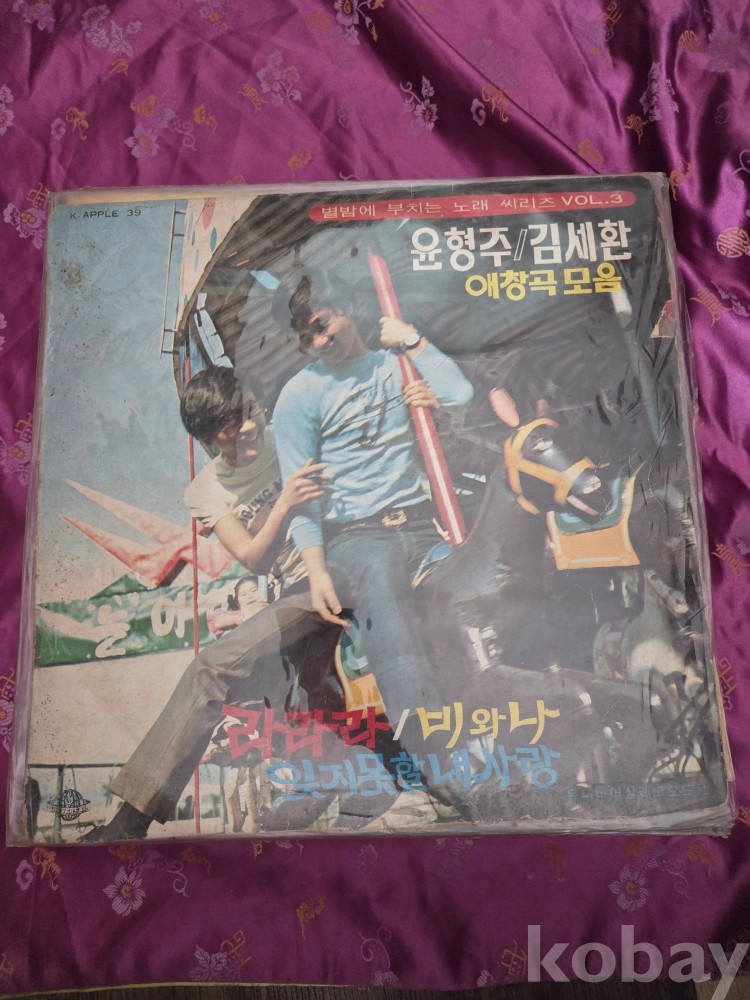 K-APPLE 39
별밤에 부치는 노래 씨리즈 VOL.3
윤형주/김세환
애창곡 모음
라라라/비와나
잊지못할 내사랑
kobay